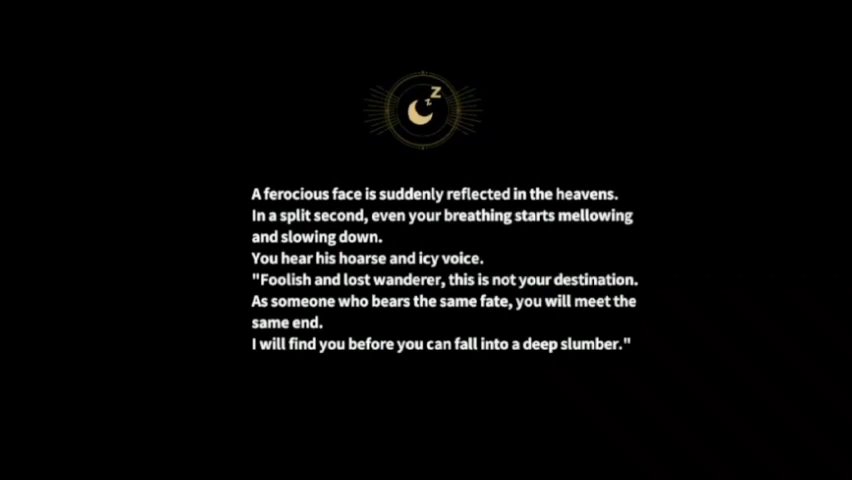 z
z
A ferocious face is suddenly reflected in the heavens.
In a split second, even your breathing starts mellowing
and slowing down.
You hear his hoarse and icy voice.
"Foolish and lost wanderer, this is not your destination.
As someone who bears the same fate, you will meet the
same end.
I will find you before you can fall into a deep slumber."